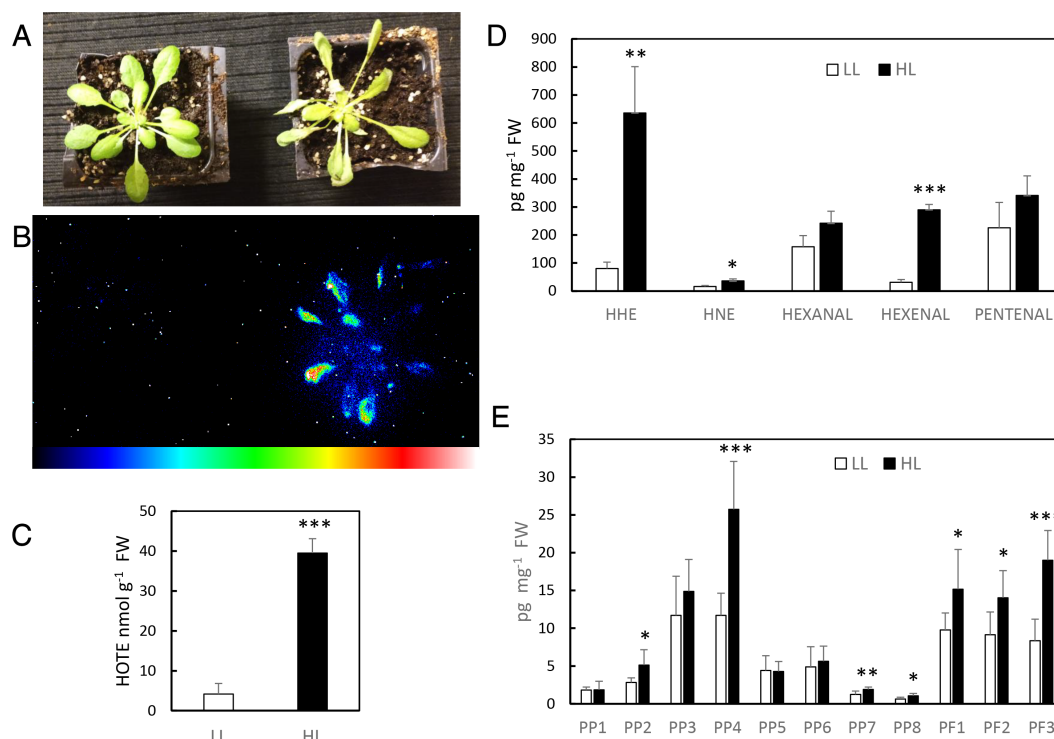 A
B
C
HOTE nmol g⁻¹ FW
50
40
30
20
10
0
***
LL
HL
D
pg mg⁻¹ FW
900
800
700
600
500
400
300
200
100
0
LL HL
**
*
***
HHE HNE HEXANAL HEXENAL PENTENAL
E
pg mg⁻¹ FW
35
30
25
20
15
10
5
0
LL HL
*
***
**
*
*
*
***
PP1 PP2 PP3 PP4 PP5 PP6 PP7 PP8 PF1 PF2 PF3